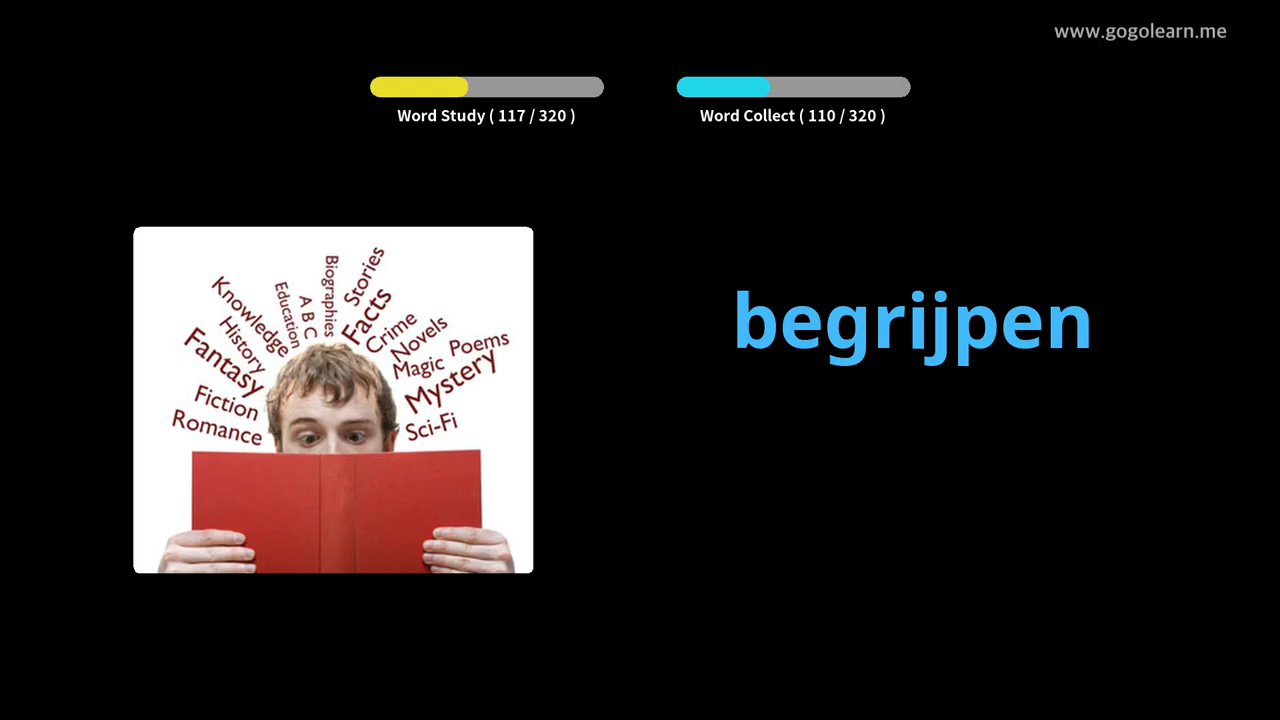 www.gogolearn.me
Word Study ( 117 / 320 )
Word Collect ( 110 / 320 )
begrijpen
Stories
Biographies
Facts
A B C
Education
Knowledge
Crime
Novels
History
Poems
Magic
Fantasy
Mystery
Fiction
Sci-Fi
Romance